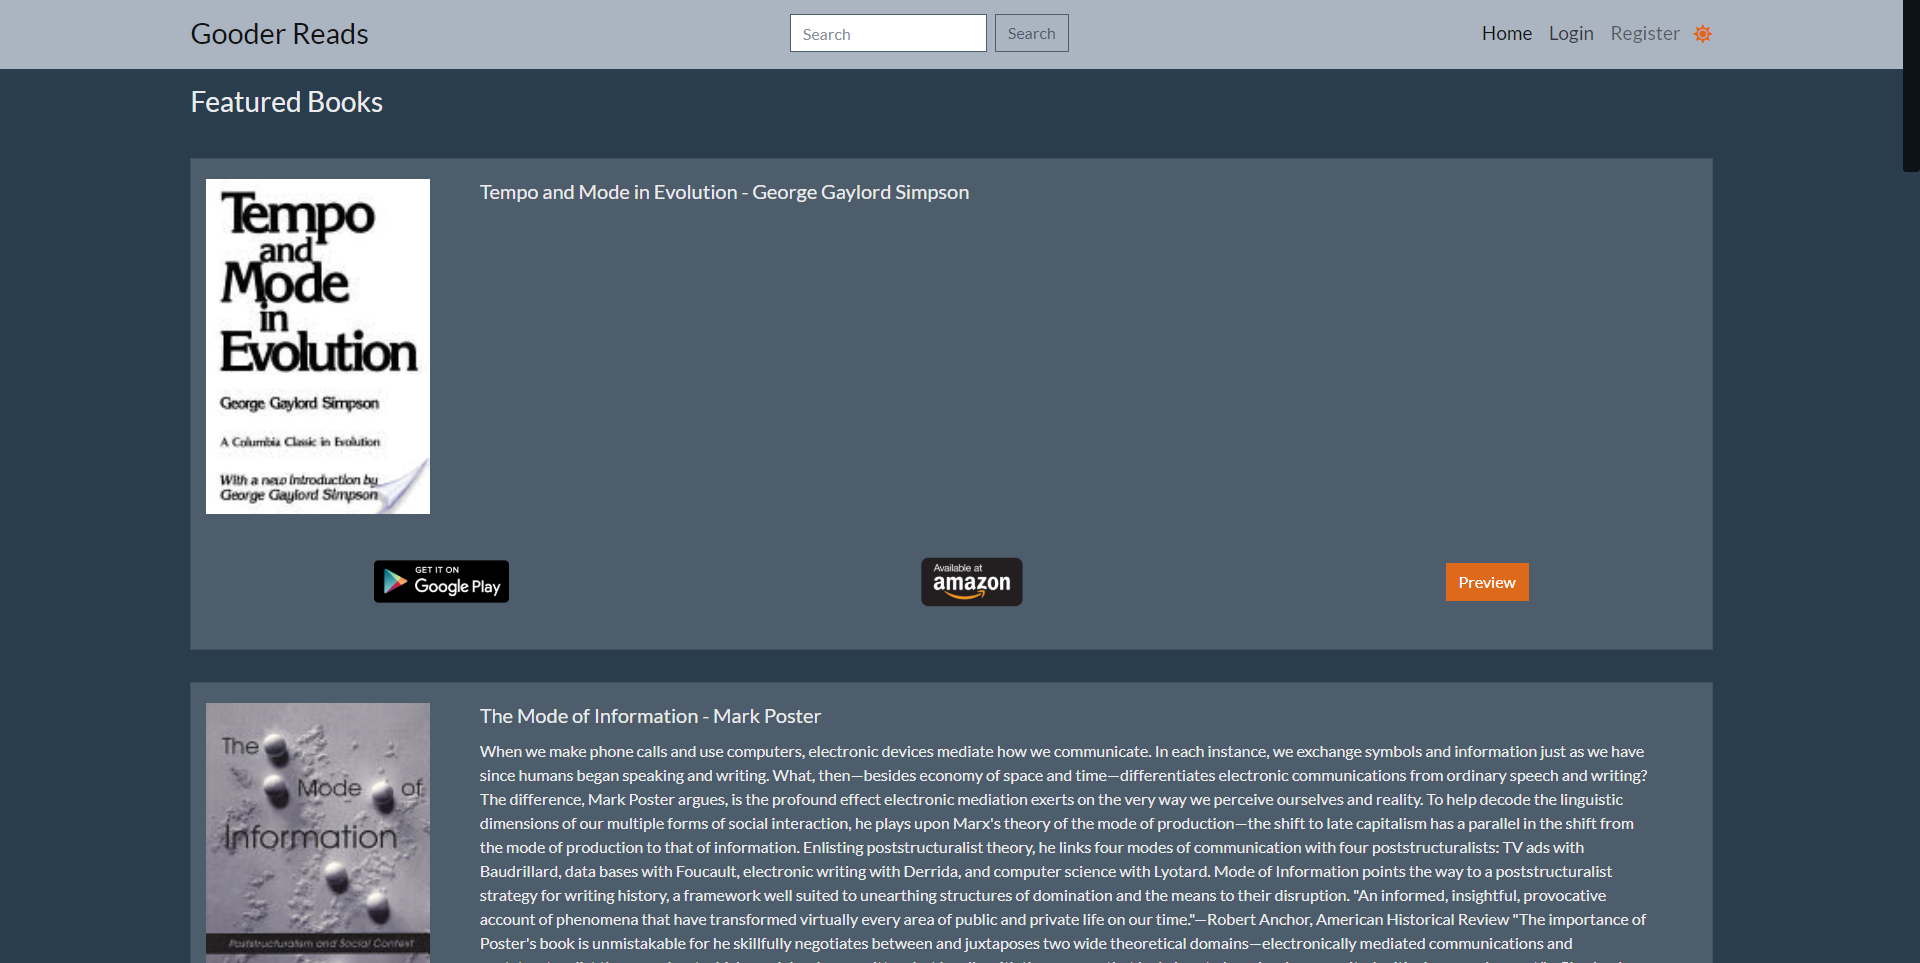 Gooder Reads
Search
Search
Home
Login
Register
Featured Books
Tempo
and
Mode
in
Evolution
George Gaylord Simpson
A Columbia Classic in Evolution
With a new introduction by
George Gaylord Simpson
Tempo and Mode in Evolution - George Gaylord Simpson
GET IT ON
Google Play
Available at
amazon
Preview
The
Mode of
Information
Poststructuralism and Social Context
The Mode of Information - Mark Poster
When we make phone calls and use computers, electronic devices mediate how we communicate. In each instance, we exchange symbols and information just as we have
since humans began speaking and writing. What, then—besides economy of space and time—differentiates electronic communications from ordinary speech and writing?
The difference, Mark Poster argues, is the profound effect electronic mediation exerts on the very way we perceive ourselves and reality. To help decode the linguistic
dimensions of our multiple forms of social interaction, he plays upon Marx's theory of the mode of production—the shift to late capitalism has a parallel in the shift from
the mode of production to that of information. Enlisting poststructuralist theory, he links four modes of communication with four poststructuralists: TV ads with
Baudrillard, data bases with Foucault, electronic writing with Derrida, and computer science with Lyotard. Mode of Information points the way to a poststructuralist
strategy for writing history, a framework well suited to unearthing structures of domination and the means to their disruption. "An informed, insightful, provocative
account of phenomena that have transformed virtually every area of public and private life on our time."—Robert Anchor, American Historical Review "The importance of
Poster's book is unmistakable for he skillfully negotiates between and juxtaposes two wide theoretical domains—electronically mediated communications and